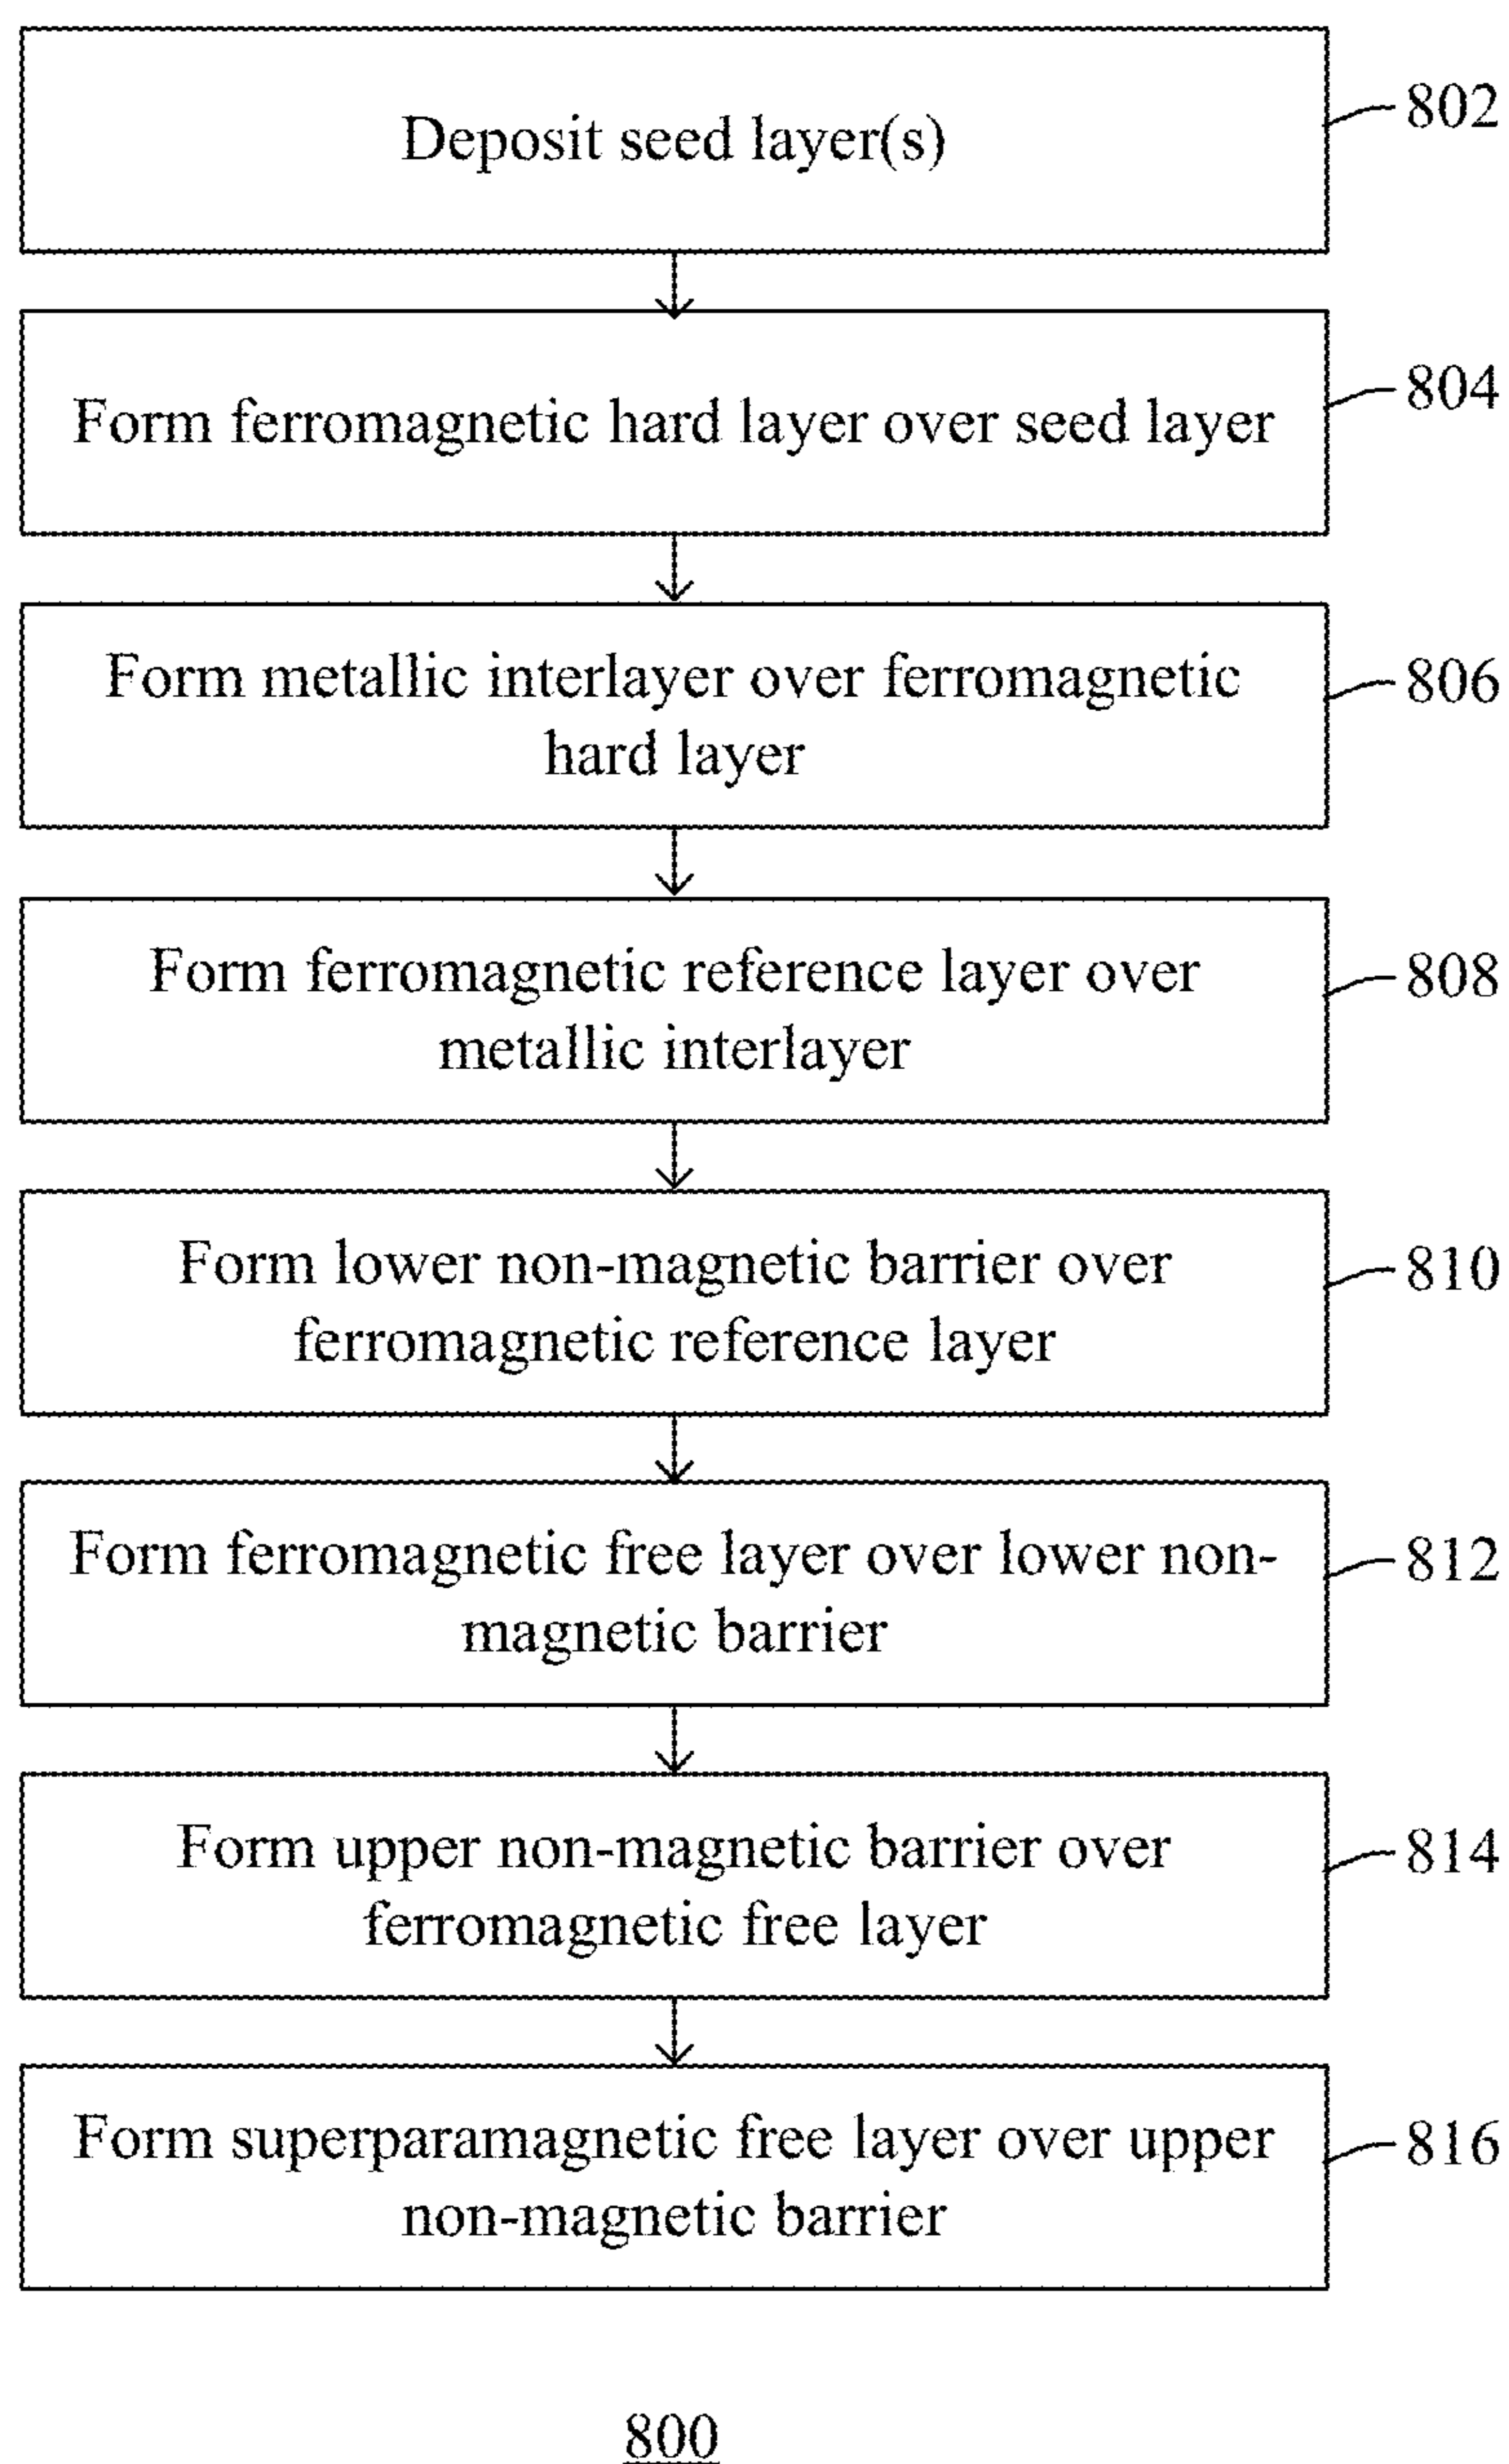 Deposit seed layer(s)
802
Form ferromagnetic hard layer over seed layer
804
Form metallic interlayer over ferromagnetic
hard layer
806
Form ferromagnetic reference layer over
metallic interlayer
808
Form lower non-magnetic barrier over
ferromagnetic reference layer
810
Form ferromagnetic free layer over lower non-
magnetic barrier
812
Form upper non-magnetic barrier over
ferromagnetic free layer
814
Form superparamagnetic free layer over upper
non-magnetic barrier
816
800